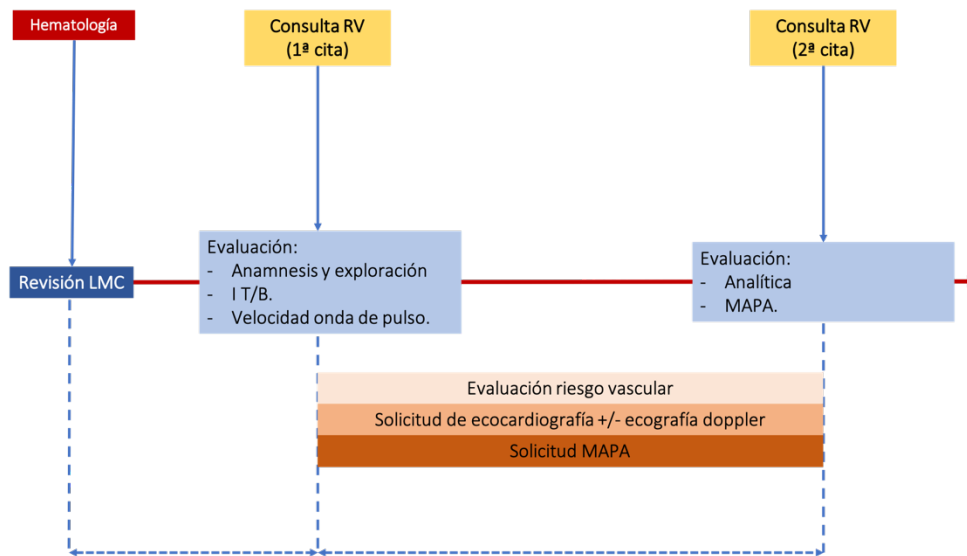 Hematología
Consulta RV
(1ª cita)
Consulta RV
(2ª cita)
Revisión LMC
Evaluación:
- Anamnesis y exploración
- I T/B.
- Velocidad onda de pulso.
Evaluación:
- Analítica
- MAPA.
Evaluación riesgo vascular
Solicitud de ecocardiografía +/- ecografía doppler
Solicitud MAPA